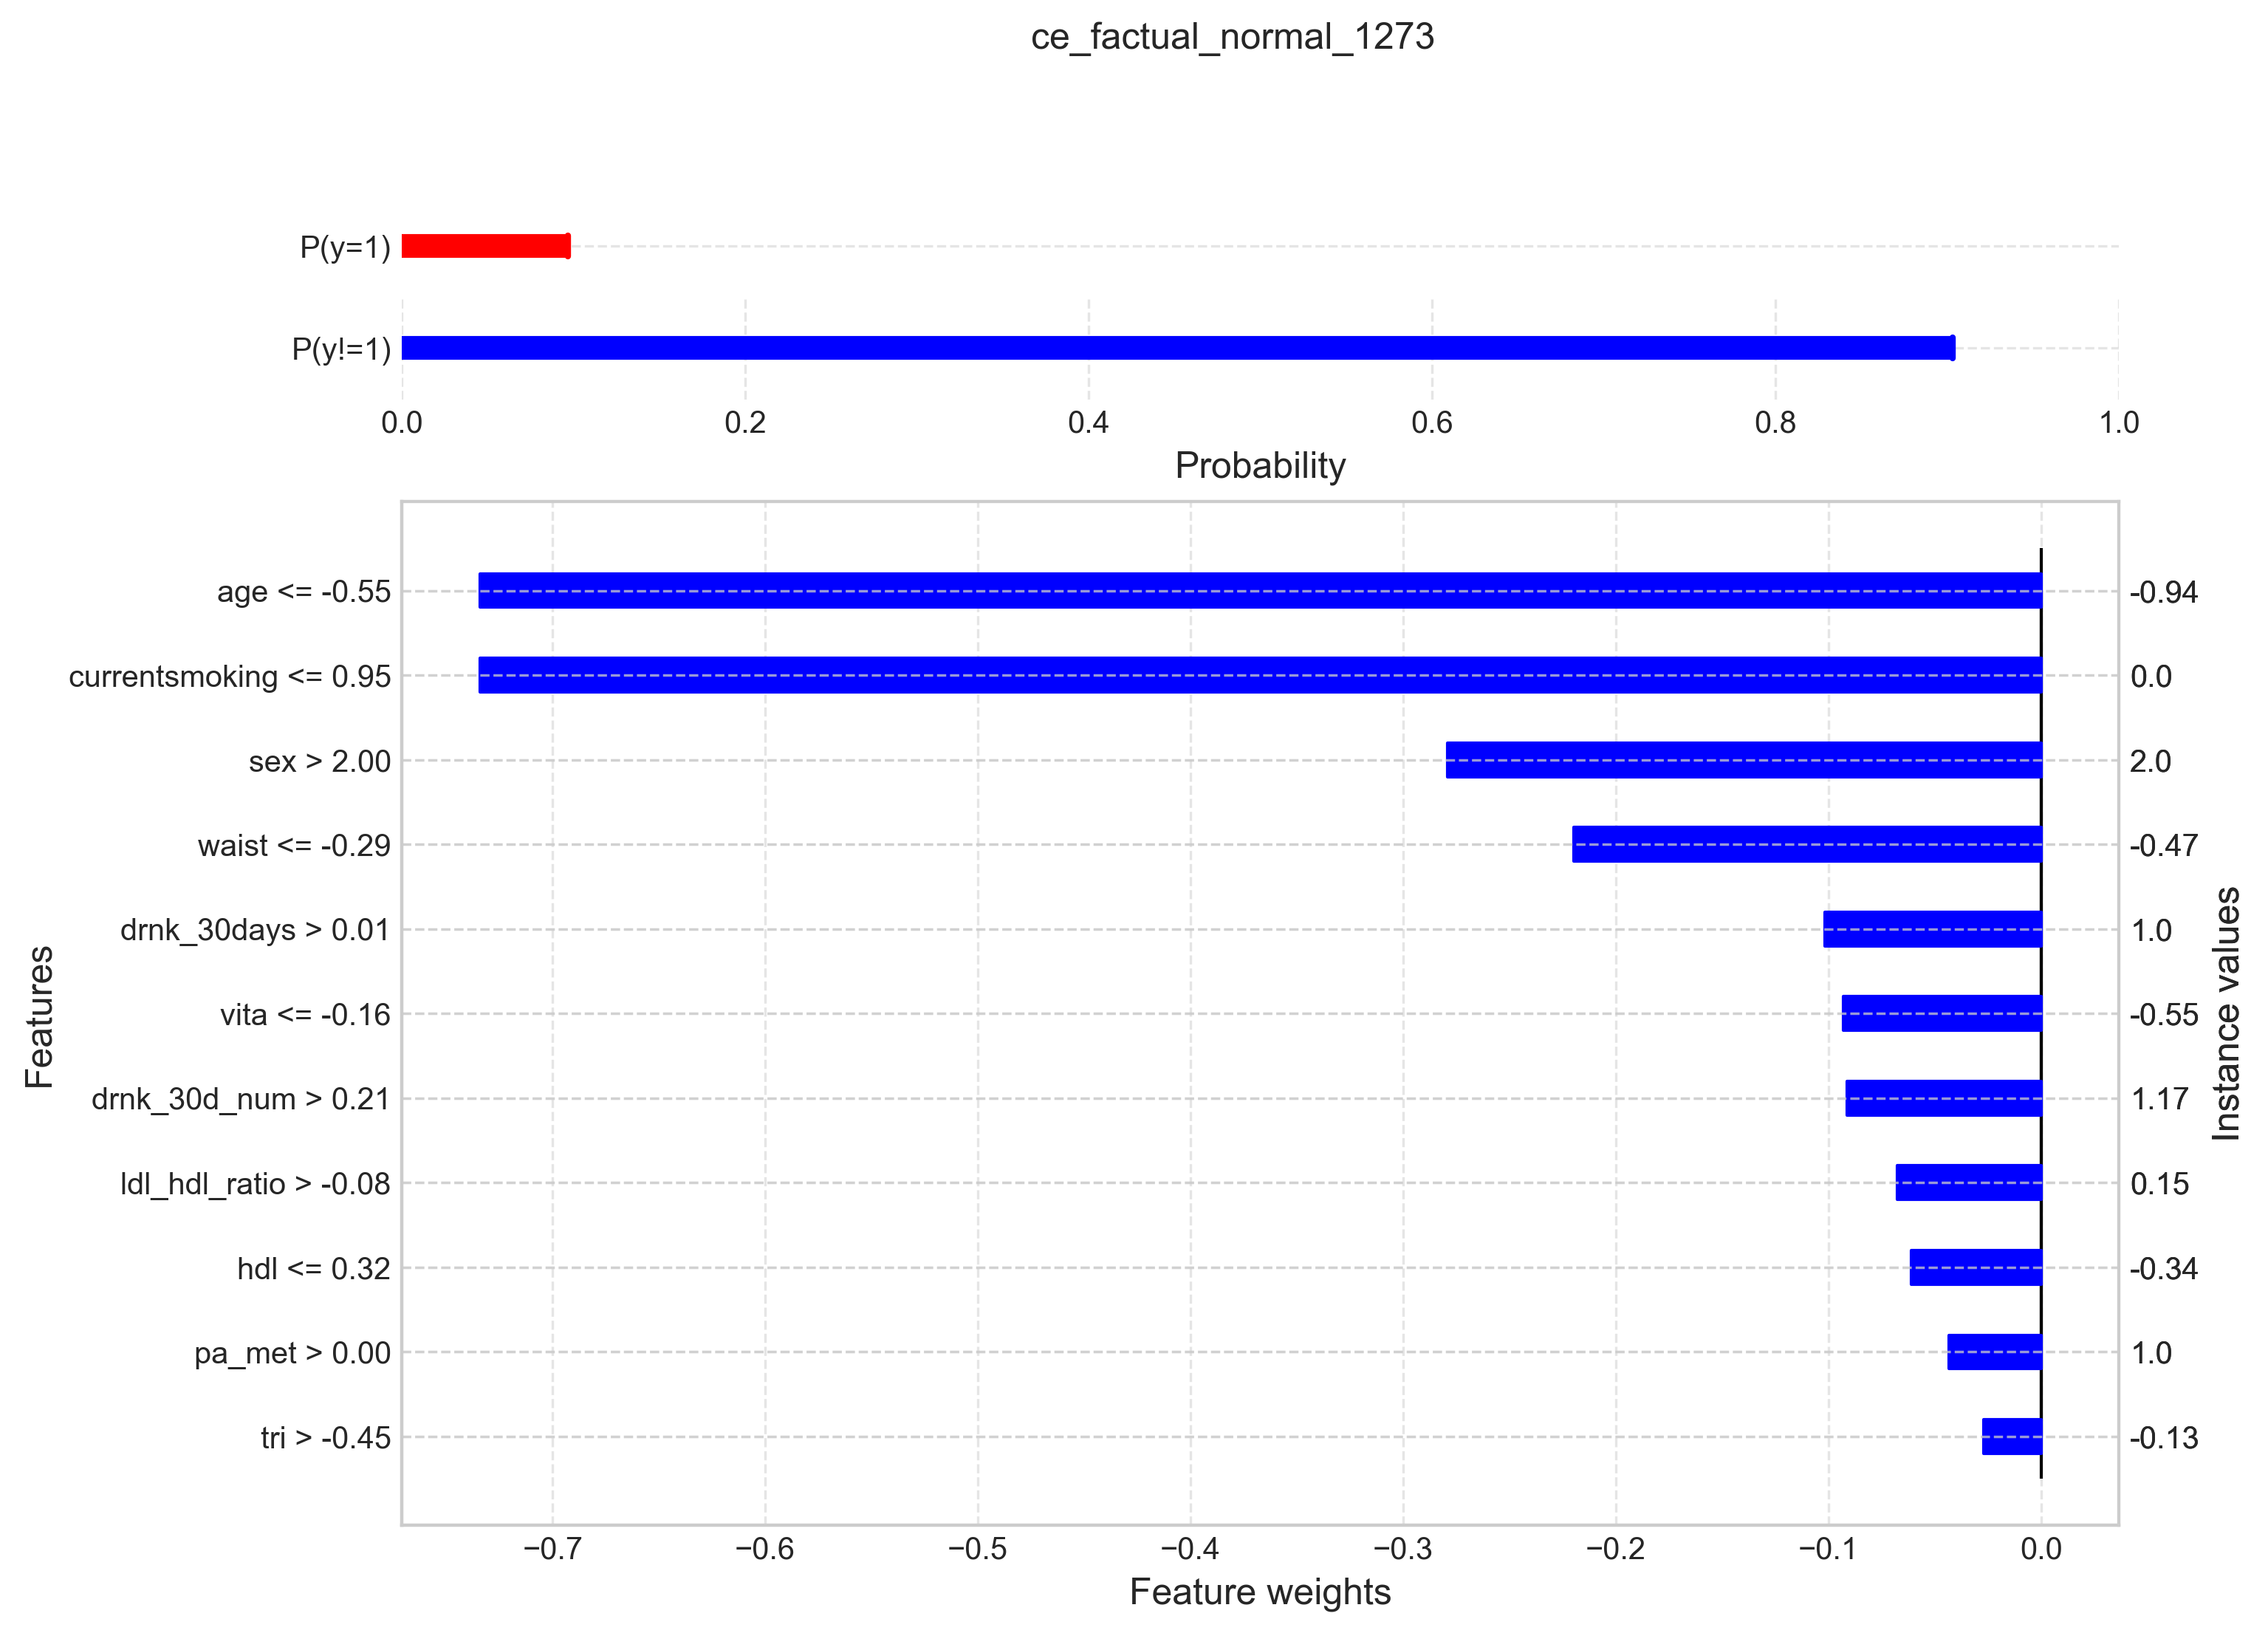 ce_factual_normal_1273
P(y=1)
P(y!=1)
0.0 0.2 0.4 0.6 0.8 1.0
Probability
age <= -0.55 -0.94
currentsmoking <= 0.95 0.0
sex > 2.00 2.0
waist <= -0.29 -0.47
drnk_30days > 0.01 1.0
vita <= -0.16 -0.55
drnk_30d_num > 0.21 1.17
ldl_hdl_ratio > -0.08 0.15
hdl <= 0.32 -0.34
pa_met > 0.00 1.0
tri > -0.45 -0.13
Features
Instance values
−0.7 −0.6 −0.5 −0.4 −0.3 −0.2 −0.1 0.0
Feature weights